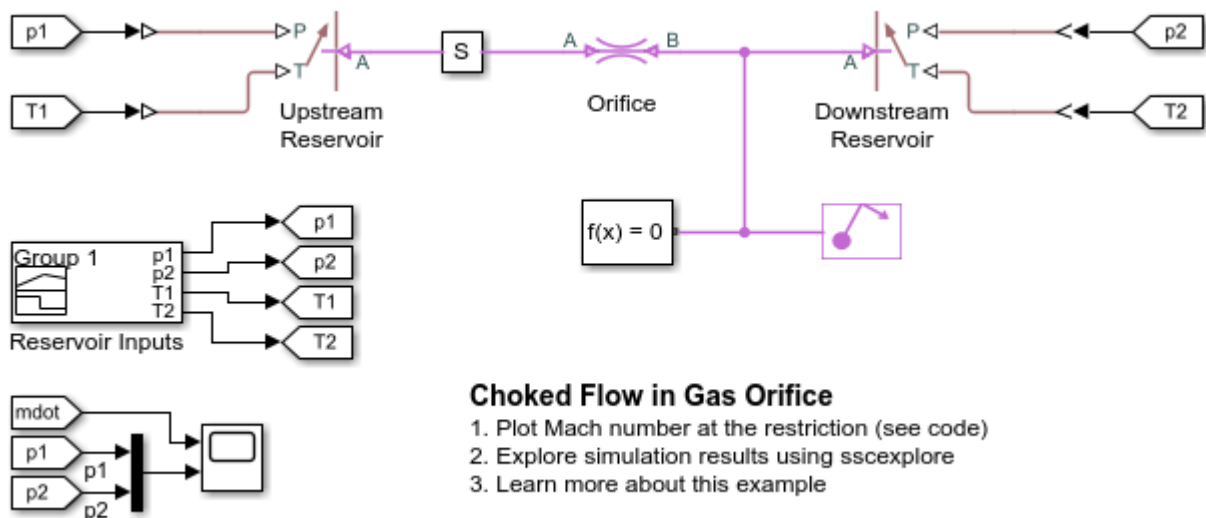 p1
P
A
S
A
B
A
P
p2
T1
T
Upstream
Reservoir
Orifice
Downstream
Reservoir
T
T2
Group 1
p1
p2
T1
T2
p1
p2
T1
T2
Reservoir Inputs
f(x) = 0
mdot
p1
p1
p2
p2
Choked Flow in Gas Orifice
1. Plot Mach number at the restriction (see code)
2. Explore simulation results using sscexplore
3. Learn more about this example